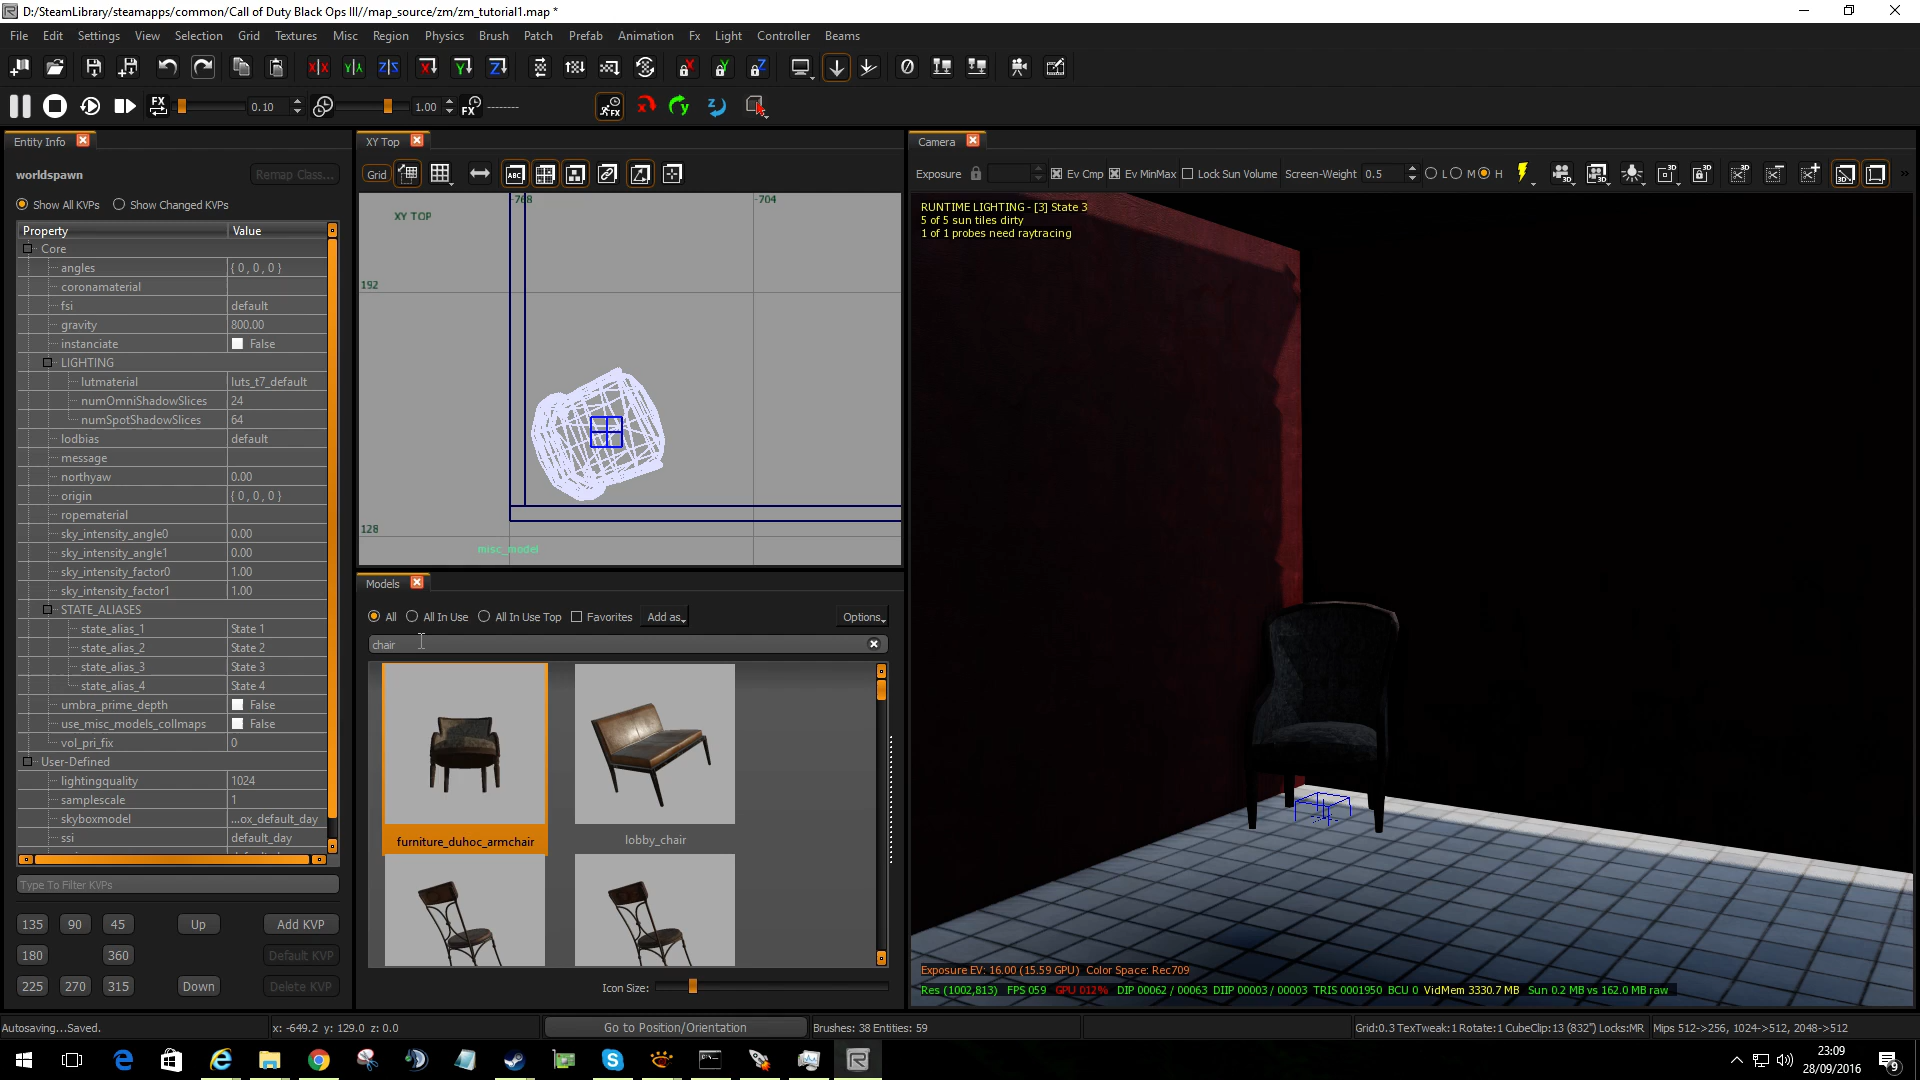 D:/SteamLibrary/steamapps/common/Call of Duty Black Ops III//map_source/zm/zm_tutorial1.map *
File Edit Settings View Selection Grid Textures Misc Region Physics Brush Patch Prefab Animation Fx Light Controller Beams
FX 0.10 1.00 FX --------
Entity Info
worldspawn Remap Class...
Show All KVPs Show Changed KVPs
Property Value
Core
angles { 0 , 0 , 0 }
coronamaterial
fsi default
gravity 800.00
instanciate False
LIGHTING
lutmaterial luts_t7_default
numOmniShadowSlices 24
numSpotShadowSlices 64
lodbias default
message
northyaw 0.00
origin { 0 , 0 , 0 }
ropematerial
sky_intensity_angle0 0.00
sky_intensity_angle1 0.00
sky_intensity_factor0 1.00
sky_intensity_factor1 1.00
STATE_ALIASES
state_alias_1 State 1
state_alias_2 State 2
state_alias_3 State 3
state_alias_4 State 4
umbra_prime_depth False
use_misc_models_collmaps False
vol_pri_fix 0
User-Defined
lightingquality 1024
samplescale 1
skyboxmodel ...ox_default_day
ssi default_day
Type To Filter KVPs
135 90 45 Up Add KVP
180 360 Default KVP
225 270 315 Down Delete KVP
XY Top
Grid ABC
-768 -704
XY TOP
192
128
misc_model
Models
All All In Use All In Use Top Favorites Add as Options
chair
furniture_duhoc_armchair lobby_chair
Icon Size:
Camera
Exposure Ev Cmp Ev MinMax Lock Sun Volume Screen-Weight 0.5 L M H
RUNTIME LIGHTING - [3] State 3
5 of 5 sun tiles dirty
1 of 1 probes need raytracing
Exposure EV: 16.00 (15.59 GPU) Color Space: Rec709
Res (1002,813) FPS 059 GPU 012% DIP 00062 / 00063 DIIP 00003 / 00003 TRIS 0001950 BCU 0 VidMem 3330.7 MB Sun 0.2 MB vs 162.0 MB raw
Autosaving...Saved. x: -649.2 y: 129.0 z: 0.0 Go to Position/Orientation Brushes: 38 Entities: 59 Grid:0.3 TexTweak:1 Rotate:1 CubeClip:13 (832") Locks:MR Mips 512->256, 1024->512, 2048->512
23:09
28/09/2016
9